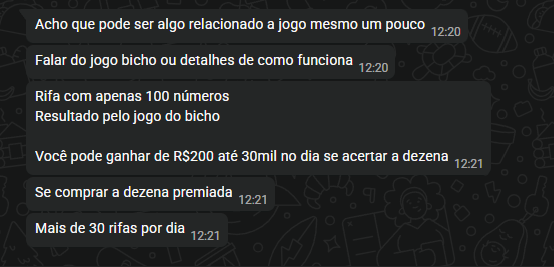 Acho que pode ser algo relacionado a jogo mesmo um pouco 12:20
Falar do jogo bicho ou detalhes de como funciona 12:20
Rifa com apenas 100 números
Resultado pelo jogo do bicho
Você pode ganhar de R$200 até 30mil no dia se acertar a dezena 12:21
Se comprar a dezena premiada 12:21
Mais de 30 rifas por dia 12:21